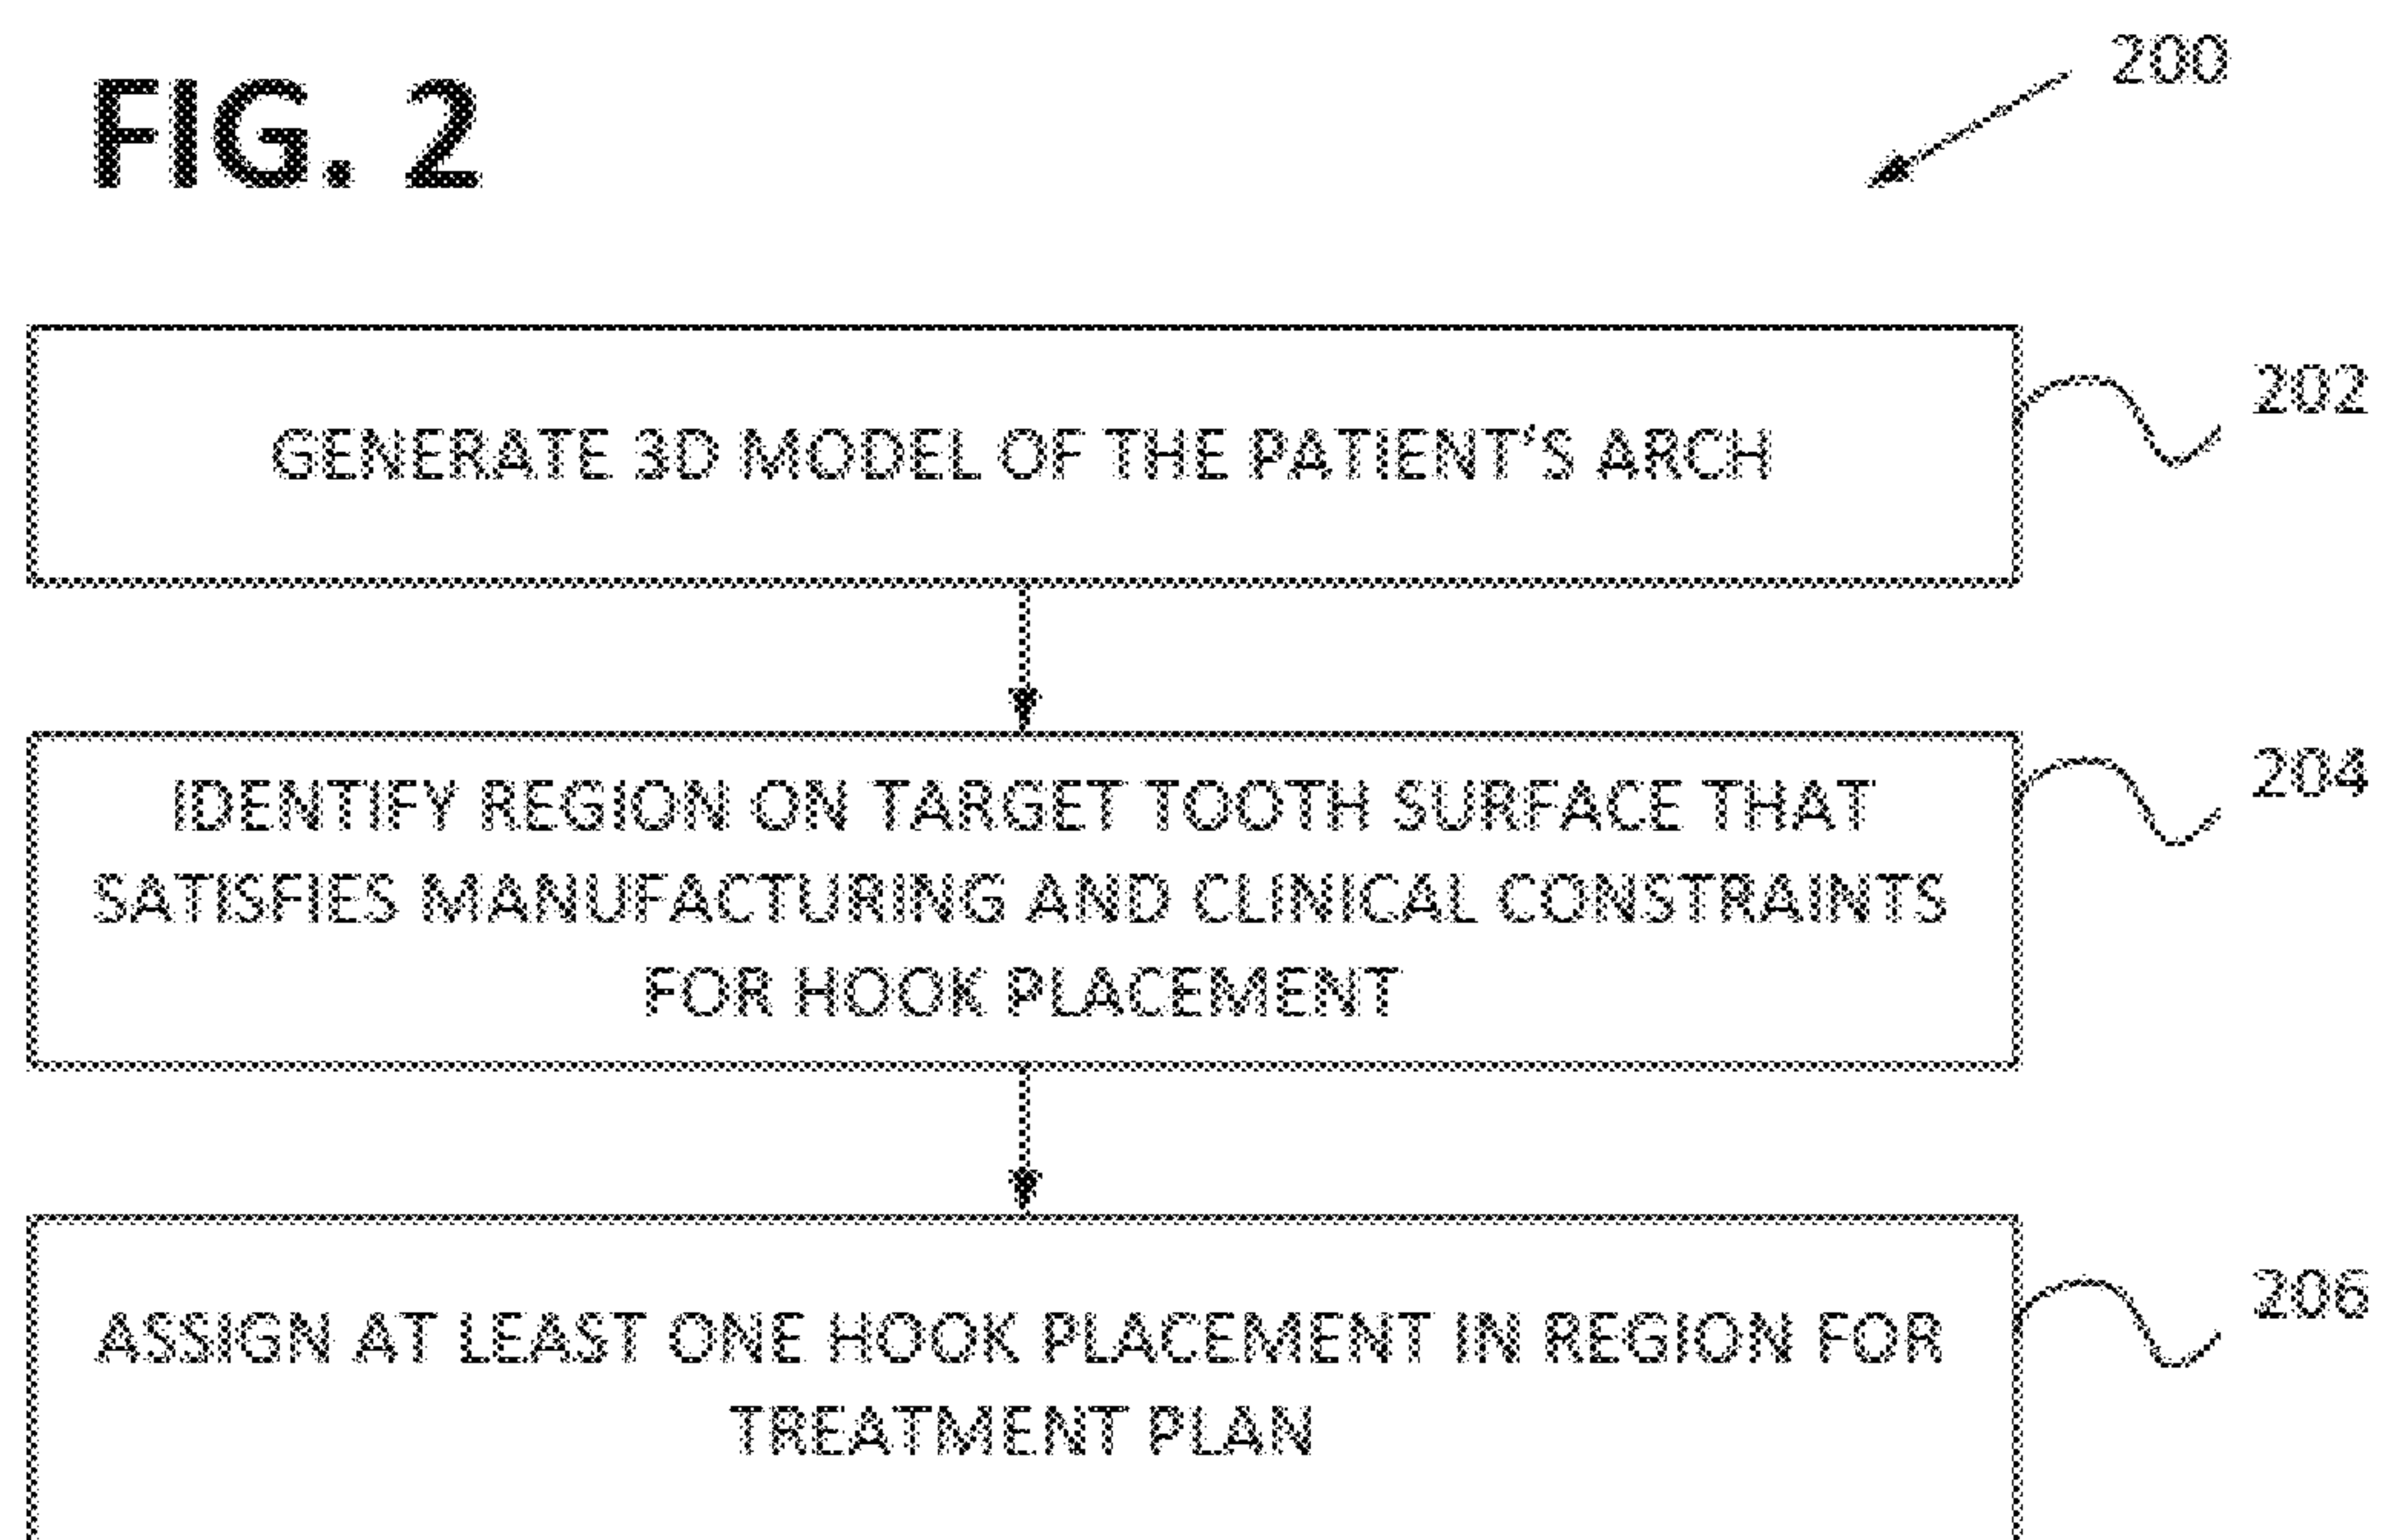 FIG. 2
200
GENERATE 3D MODEL OF THE PATIENT'S ARCH
202
IDENTIFY REGION ON TARGET TOOTH SURFACE THAT
SATISFIES MANUFACTURING AND CLINICAL CONSTRAINTS
FOR HOOK PLACEMENT
204
ASSIGN AT LEAST ONE HOOK PLACEMENT IN REGION FOR
TREATMENT PLAN
206